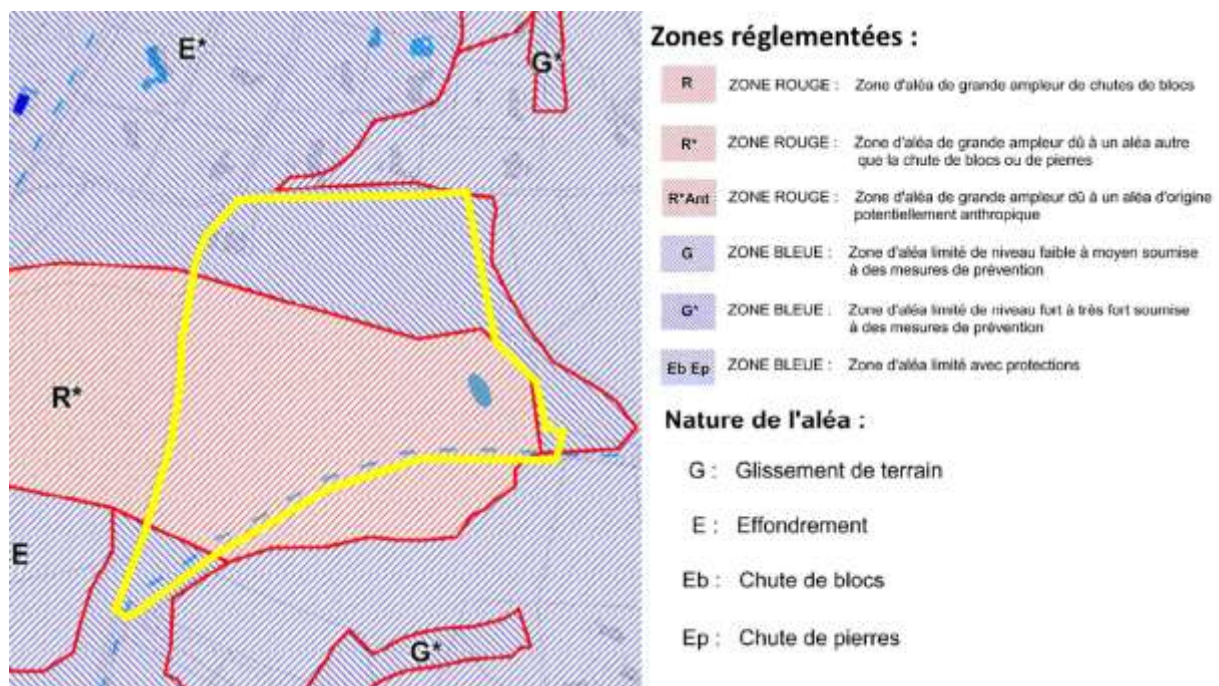 E*
G*
R*
E
G*
Zones réglementées :
R ZONE ROUGE : Zone d'aléa de grande ampleur de chutes de blocs
R* ZONE ROUGE : Zone d'aléa de grande ampleur dû à un aléa autre
que la chute de blocs ou de pierres
R*Ant ZONE ROUGE : Zone d'aléa de grande ampleur dû à un aléa d'origine
potentiellement anthropique
G ZONE BLEUE : Zone d'aléa limité de niveau faible à moyen soumise
à des mesures de prévention
G* ZONE BLEUE : Zone d'aléa limité de niveau fort à très fort soumise
à des mesures de prévention
Eb Ep ZONE BLEUE : Zone d'aléa limité avec protections
Nature de l'aléa :
G : Glissement de terrain
E : Effondrement
Eb : Chute de blocs
Ep : Chute de pierres